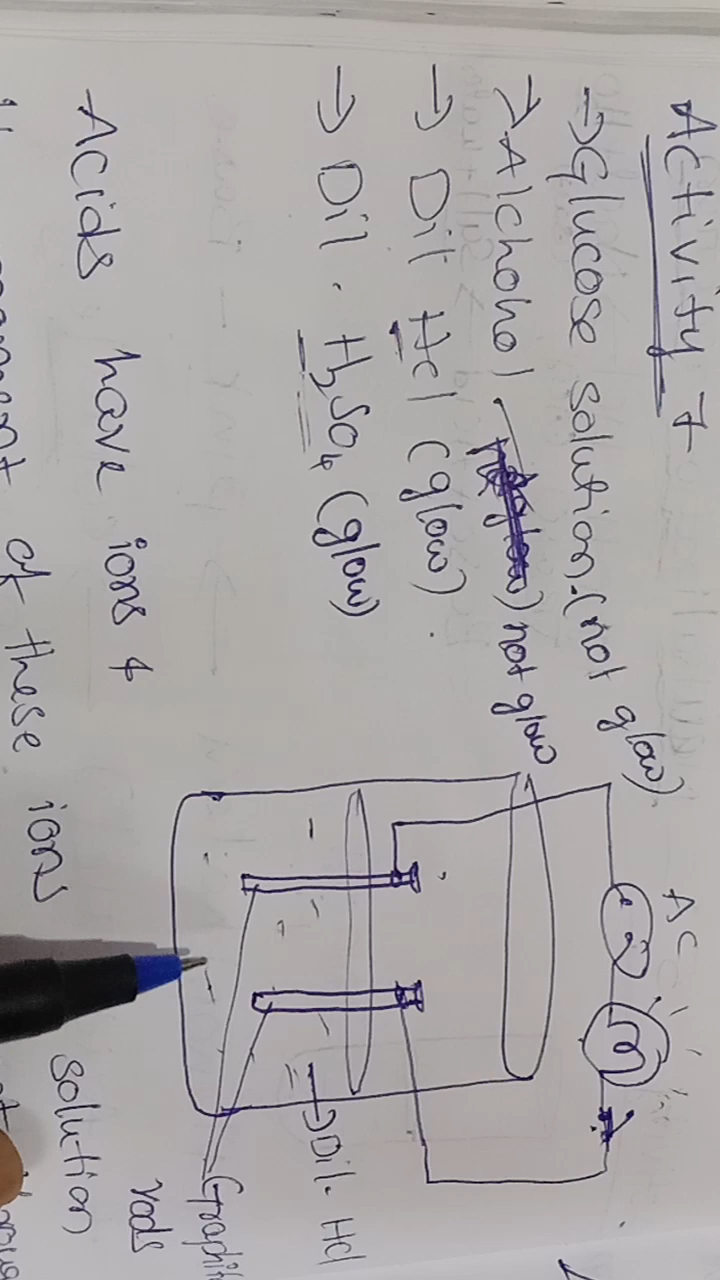 Activity 7
→ Glucose solution. (not glow)
→ Alchohol. not glow
→ Dil HCl (glow)
→ Dil. H₂SO₄ (glow)
AC
→ Dil. HCl
Graphite
rods
Acids have ions &
of these ions
solution